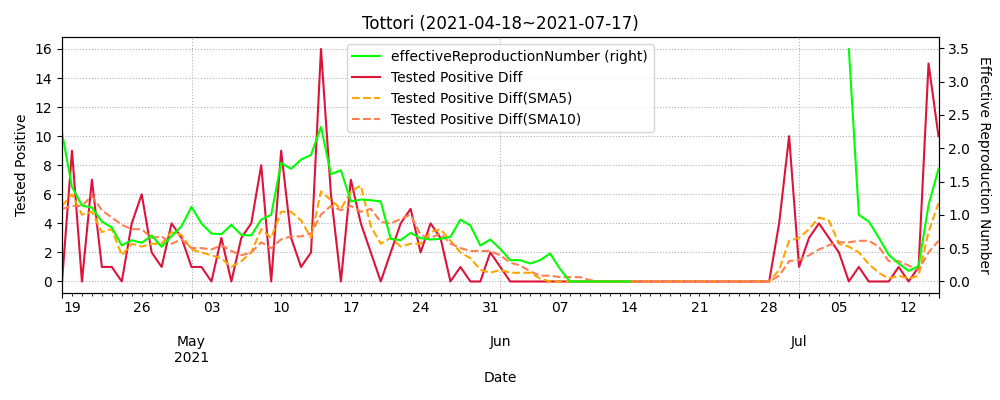 Tottori (2021-04-18~2021-07-17)
effectiveReproductionNumber (right)
Tested Positive Diff
Tested Positive Diff(SMA5)
Tested Positive Diff(SMA10)
Tested Positive
16
14
12
10
8
6
4
2
0
3.5
3.0
2.5
2.0
1.5
1.0
0.5
0.0
Effective Reproduction Number
19 26 03 10 17 24 31 07 14 21 28 05 12
May Jun Jul
2021
Date